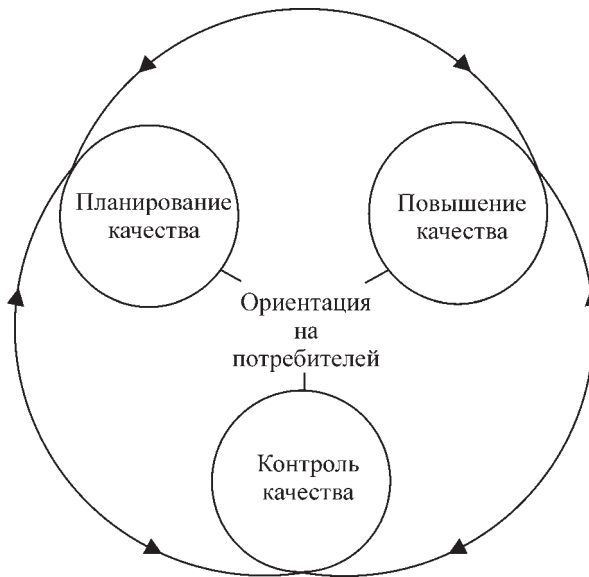 Планирование
качества
Повышение
качества
Ориентация
на
потребителей
Контроль
качества